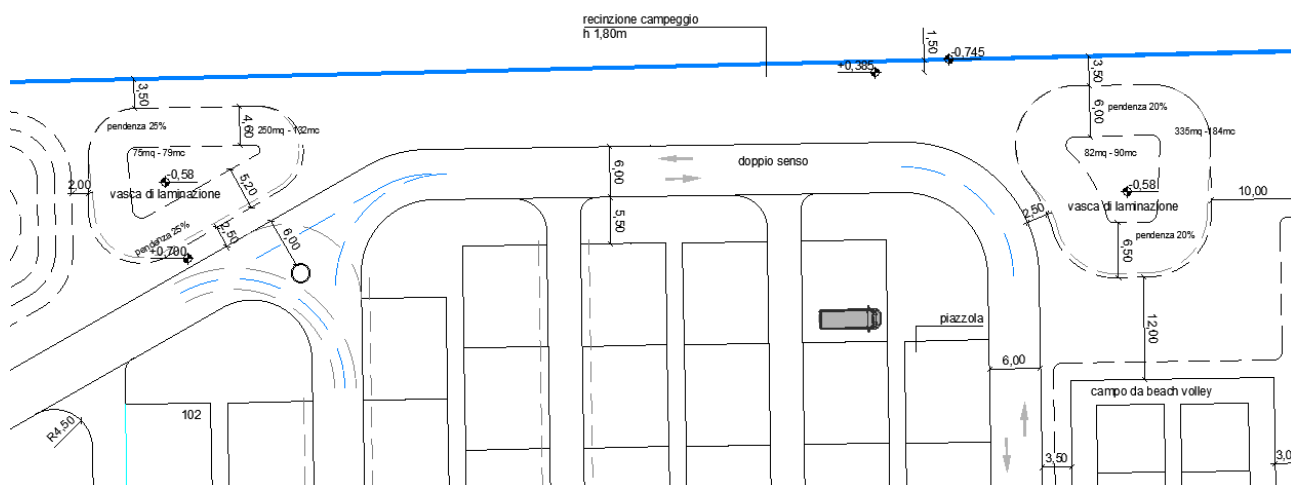 recinzione campeggio
h 1,80m
1,50
-0,745
+0,385
3,50
3,50
pendenza 25%
4,60
250mq - 132mc
75mq - 79mc
-0,58
vasca di laminazione
2,00
5,20
pendenza 25%
2,50
+0,790
6,00
6,00
doppio senso
5,50
6,00
pendenza 20%
335mq - 184mc
82mq - 90mc
-0,58
vasca di laminazione
10,00
2,50
pendenza 20%
6,50
12,00
piazzola
6,00
campo da beach volley
102
R4,50
3,50
3,0